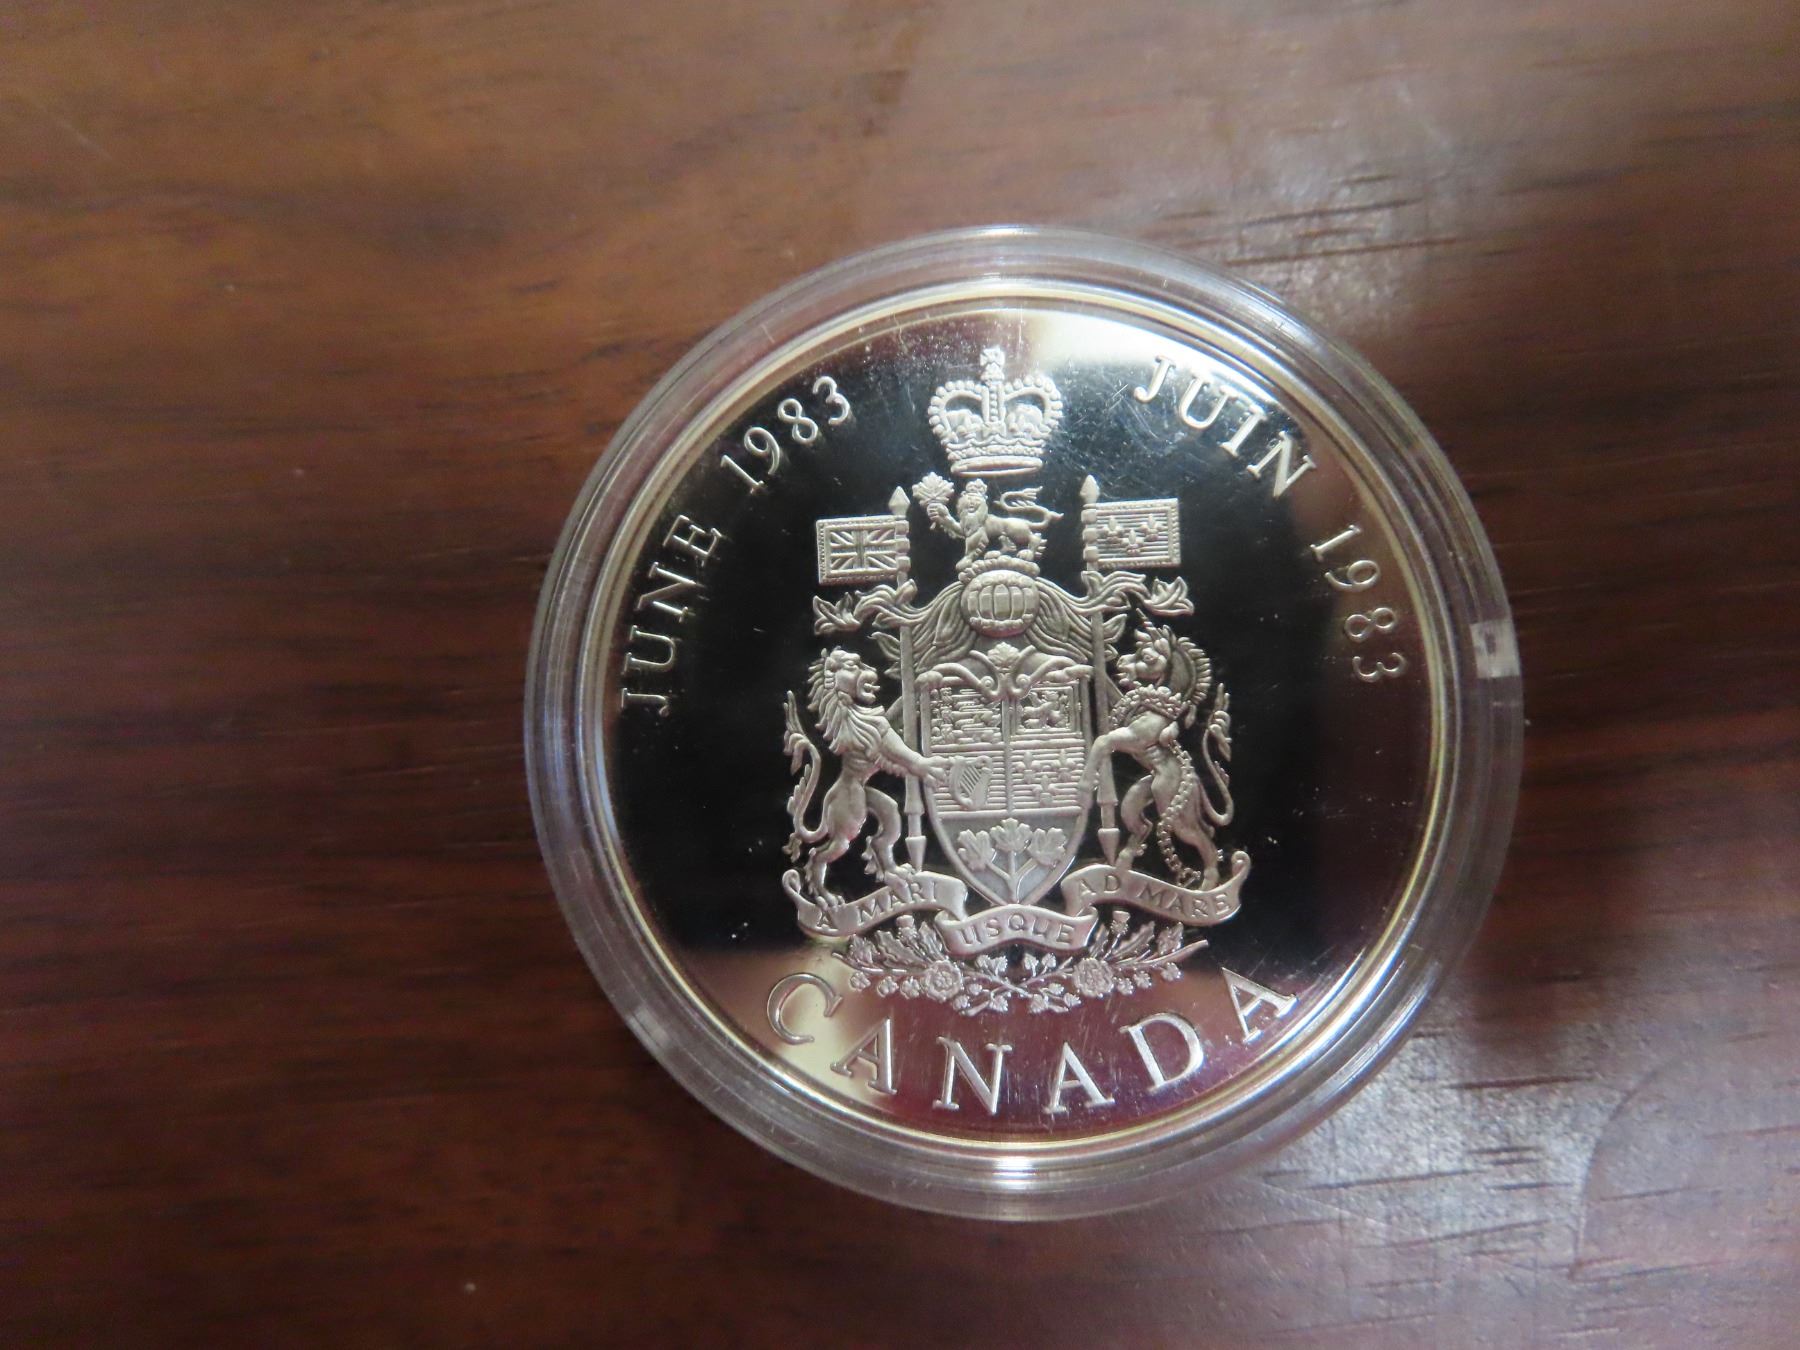 JUNE 1983
JUIN 1983
A MARI USQUE AD MARE
CANADA